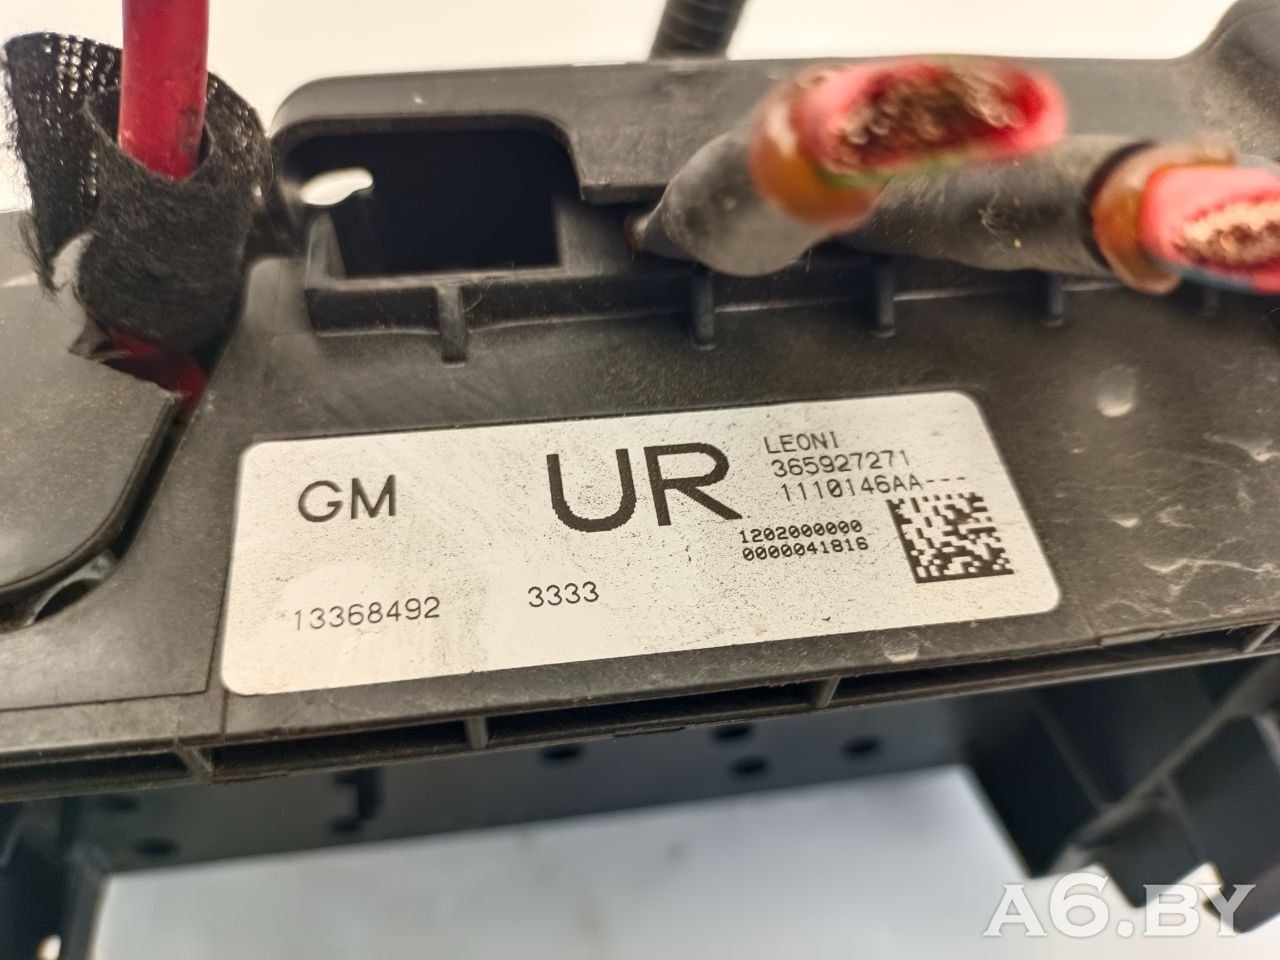 GM
UR
LEONI
365927271
1110146AA---
1202000000
0000041816
13368492
3333
A6.BY